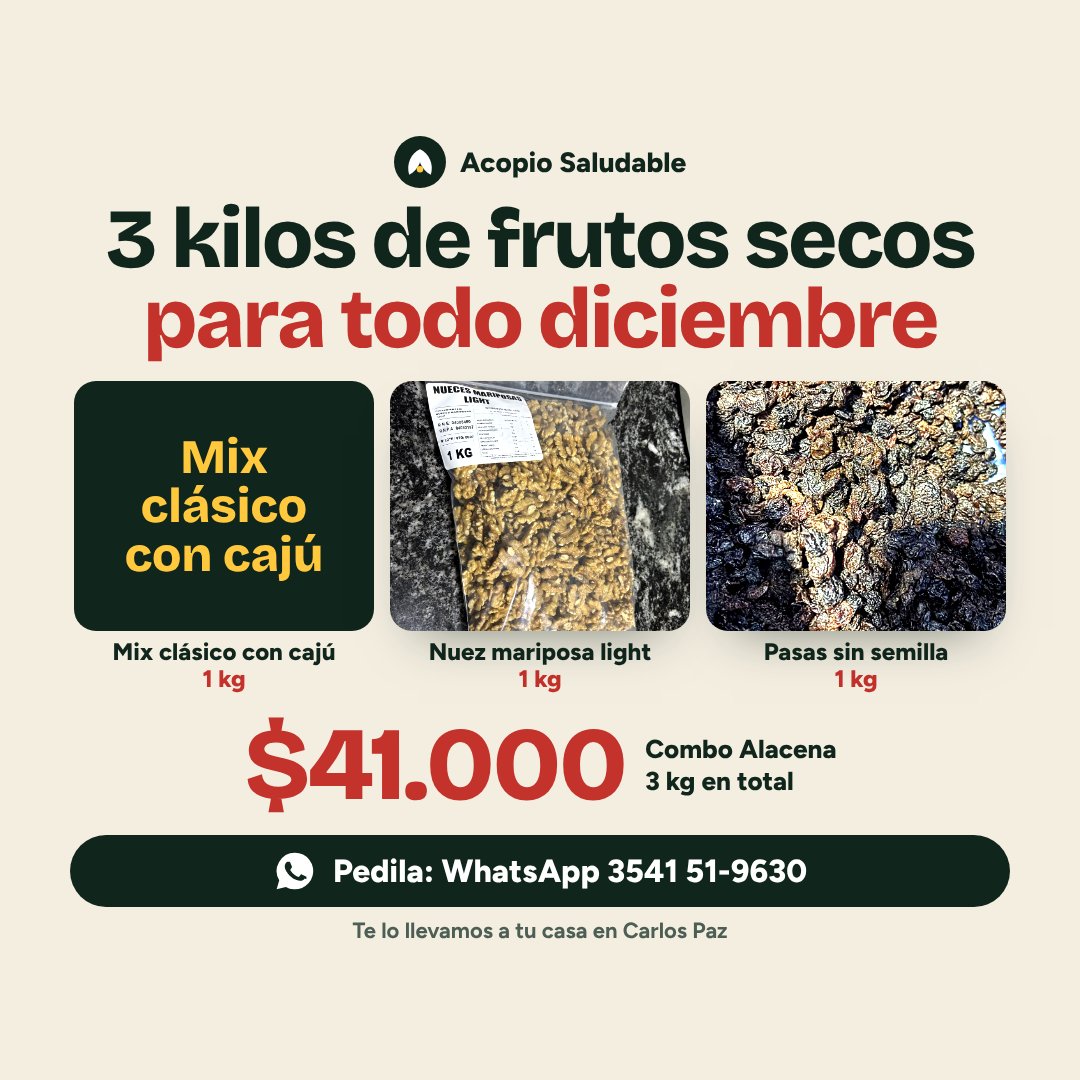 Acopio Saludable
3 kilos de frutos secos
para todo diciembre
Mix
clásico
con cajú
NUECES MARIPOSAS
LIGHT
1 KG
Mix clásico con cajú
1 kg
Nuez mariposa light
1 kg
Pasas sin semilla
1 kg
$41.000
Combo Alacena
3 kg en total
Pedila: WhatsApp 3541 51-9630
Te lo llevamos a tu casa en Carlos Paz